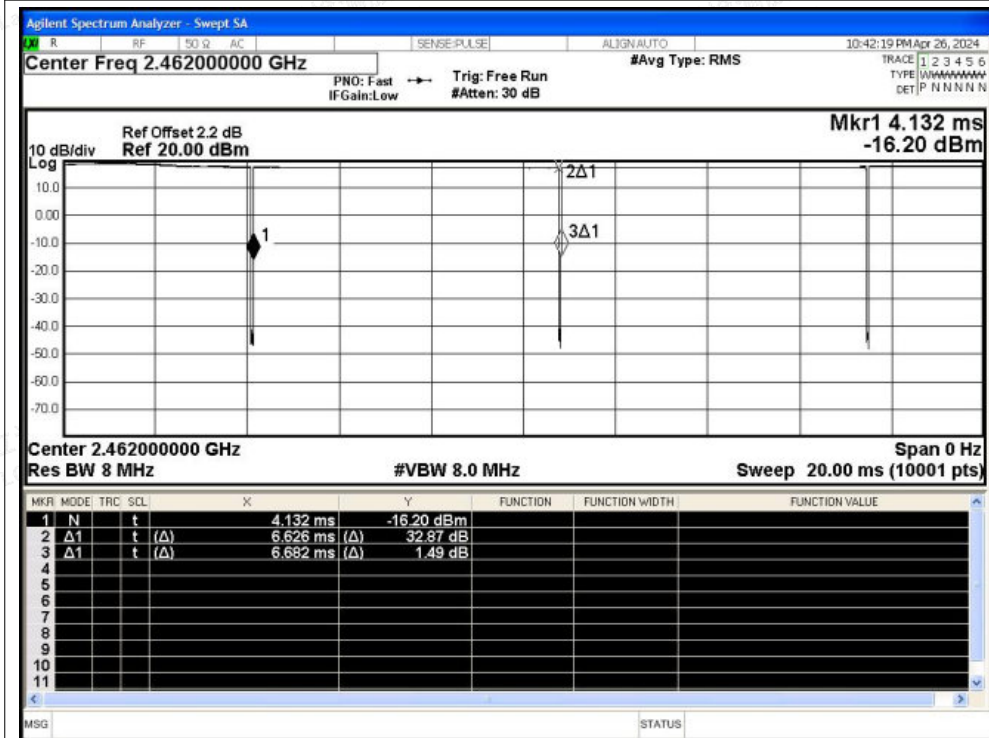 Agilent Spectrum Analyzer - Swept SA
LXI R RF 50 Ω AC SENSE:PULSE ALIGNAUTO 10:42:19 PM Apr 26, 2024
Center Freq 2.462000000 GHz #Avg Type: RMS TRACE 1 2 3 4 5 6
PNO: Fast Trig: Free Run TYPE
IFGain:Low #Atten: 30 dB DET P N N N N N
Mkr1 4.132 ms
Ref Offset 2.2 dB
10 dB/div Ref 20.00 dBm -16.20 dBm
Log
2Δ1
10.0
0.00
1 3Δ1
-10.0
-20.0
-30.0
-40.0
-50.0
-60.0
-70.0
Center 2.462000000 GHz Span 0 Hz
Res BW 8 MHz #VBW 8.0 MHz Sweep 20.00 ms (10001 pts)
MKR MODE TRC SCL X Y FUNCTION FUNCTION WIDTH FUNCTION VALUE
1 N t 4.132 ms -16.20 dBm
2 Δ1 t (Δ) 6.626 ms (Δ) 32.87 dB
3 Δ1 t (Δ) 6.682 ms (Δ) 1.49 dB
4
5
6
7
8
9
10
11
MSG STATUS